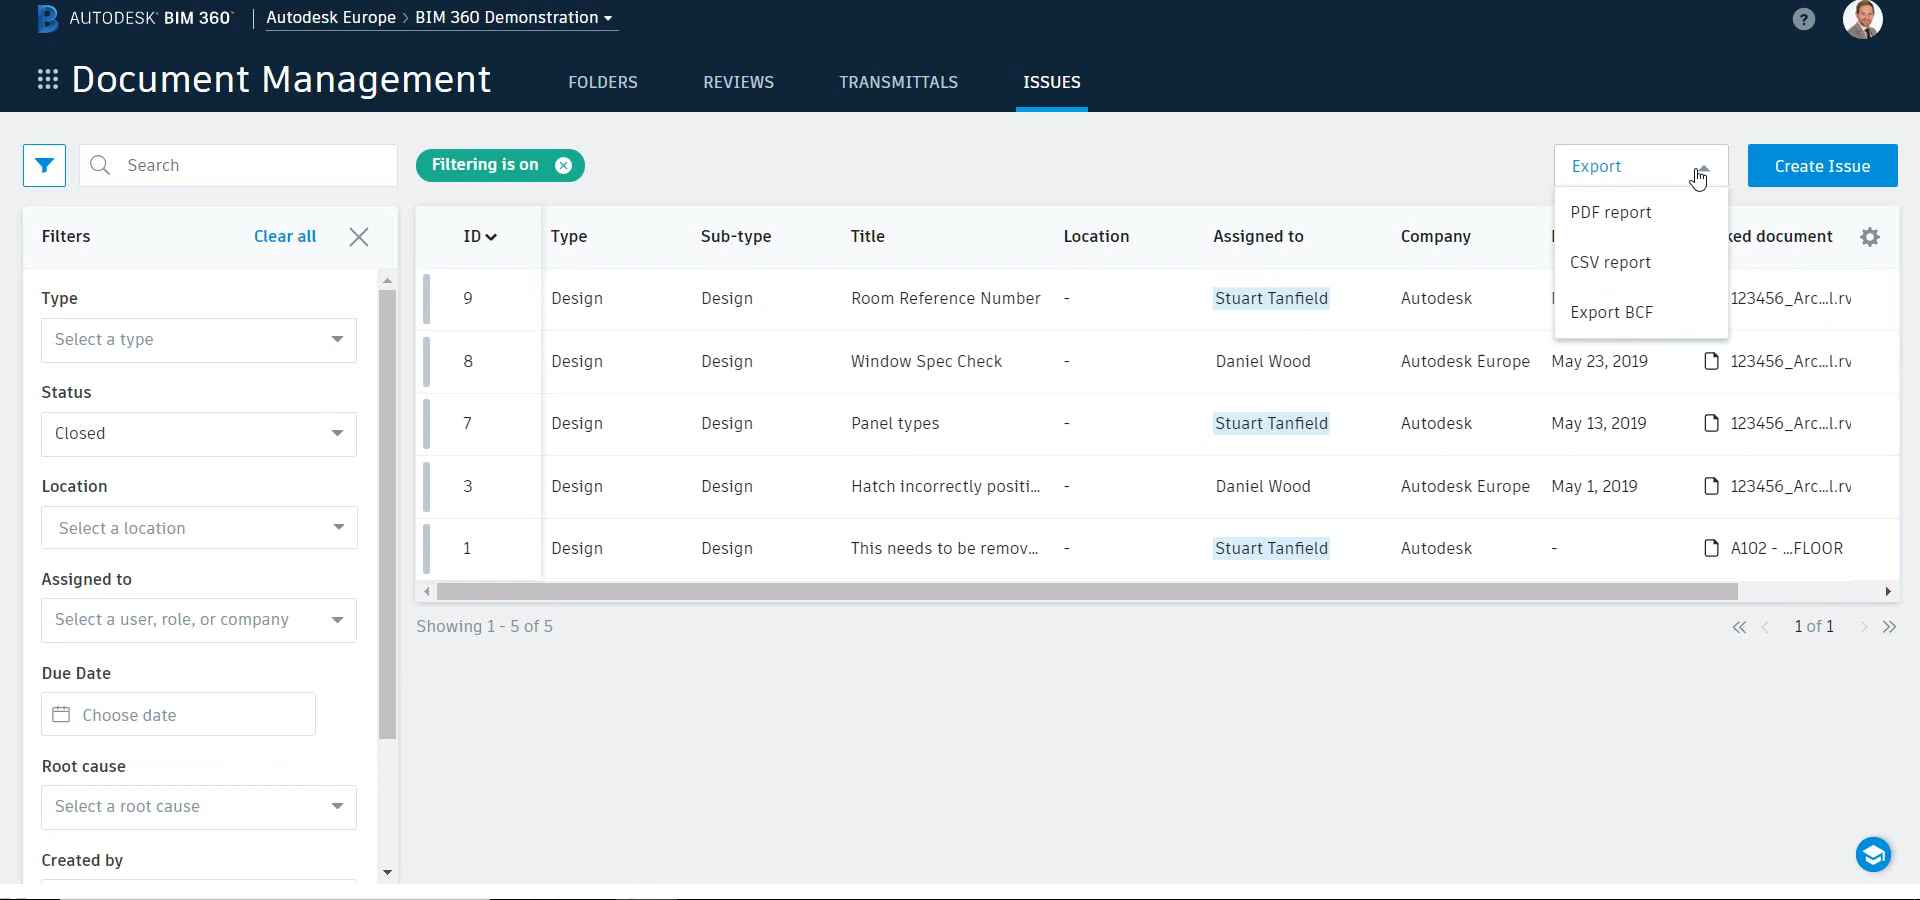 AUTODESK BIM 360
Autodesk Europe > BIM 360 Demonstration
?
Document Management
FOLDERS
REVIEWS
TRANSMITTALS
ISSUES
Search
Filtering is on
Export
Create Issue
PDF report
CSV report
Export BCF
Filters
Clear all
Type
Select a type
Status
Closed
Location
Select a location
Assigned to
Select a user, role, or company
Due Date
Choose date
Root cause
Select a root cause
Created by
ID Type Sub-type Title Location Assigned to Company document
9 Design Design Room Reference Number - Stuart Tanfield Autodesk 123456_Arc...l.rv
8 Design Design Window Spec Check - Daniel Wood Autodesk Europe May 23, 2019 123456_Arc...l.rv
7 Design Design Panel types - Stuart Tanfield Autodesk May 13, 2019 123456_Arc...l.rv
3 Design Design Hatch incorrectly positi... - Daniel Wood Autodesk Europe May 1, 2019 123456_Arc...l.rv
1 Design Design This needs to be remov... - Stuart Tanfield Autodesk - A102 - ...FLOOR
Showing 1 - 5 of 5
1 of 1